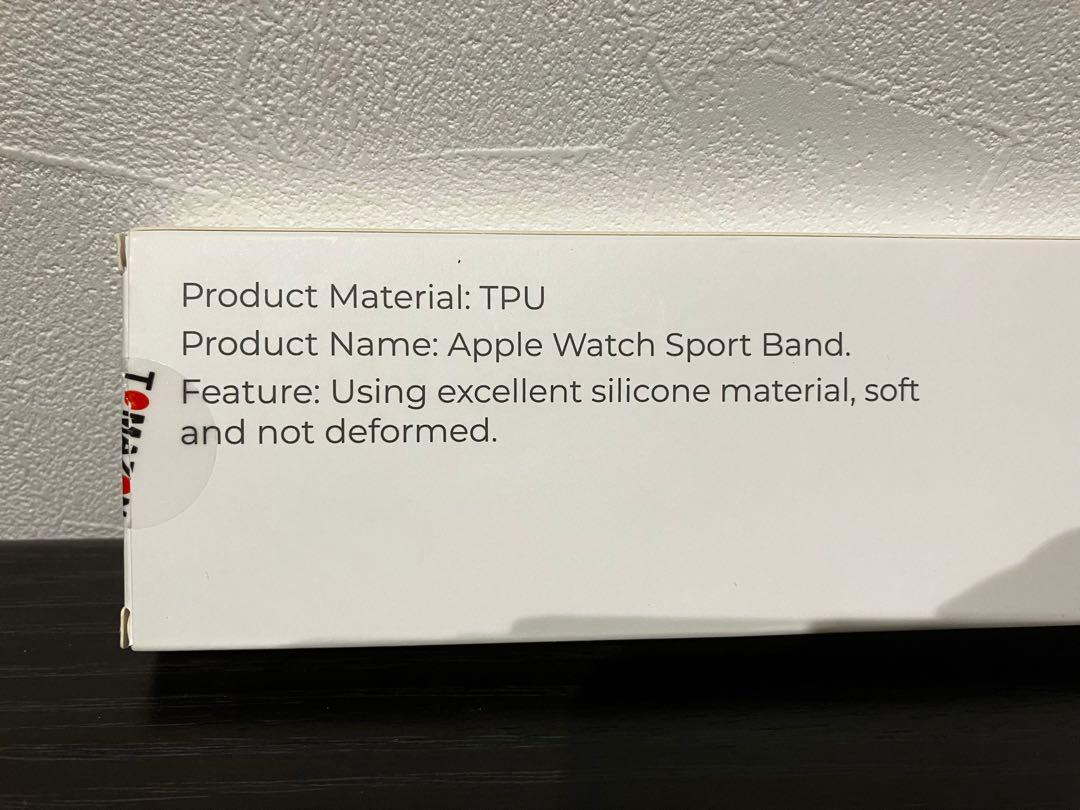 Product Material: TPU
Product Name: Apple Watch Sport Band.
Feature: Using excellent silicone material, soft
and not deformed.